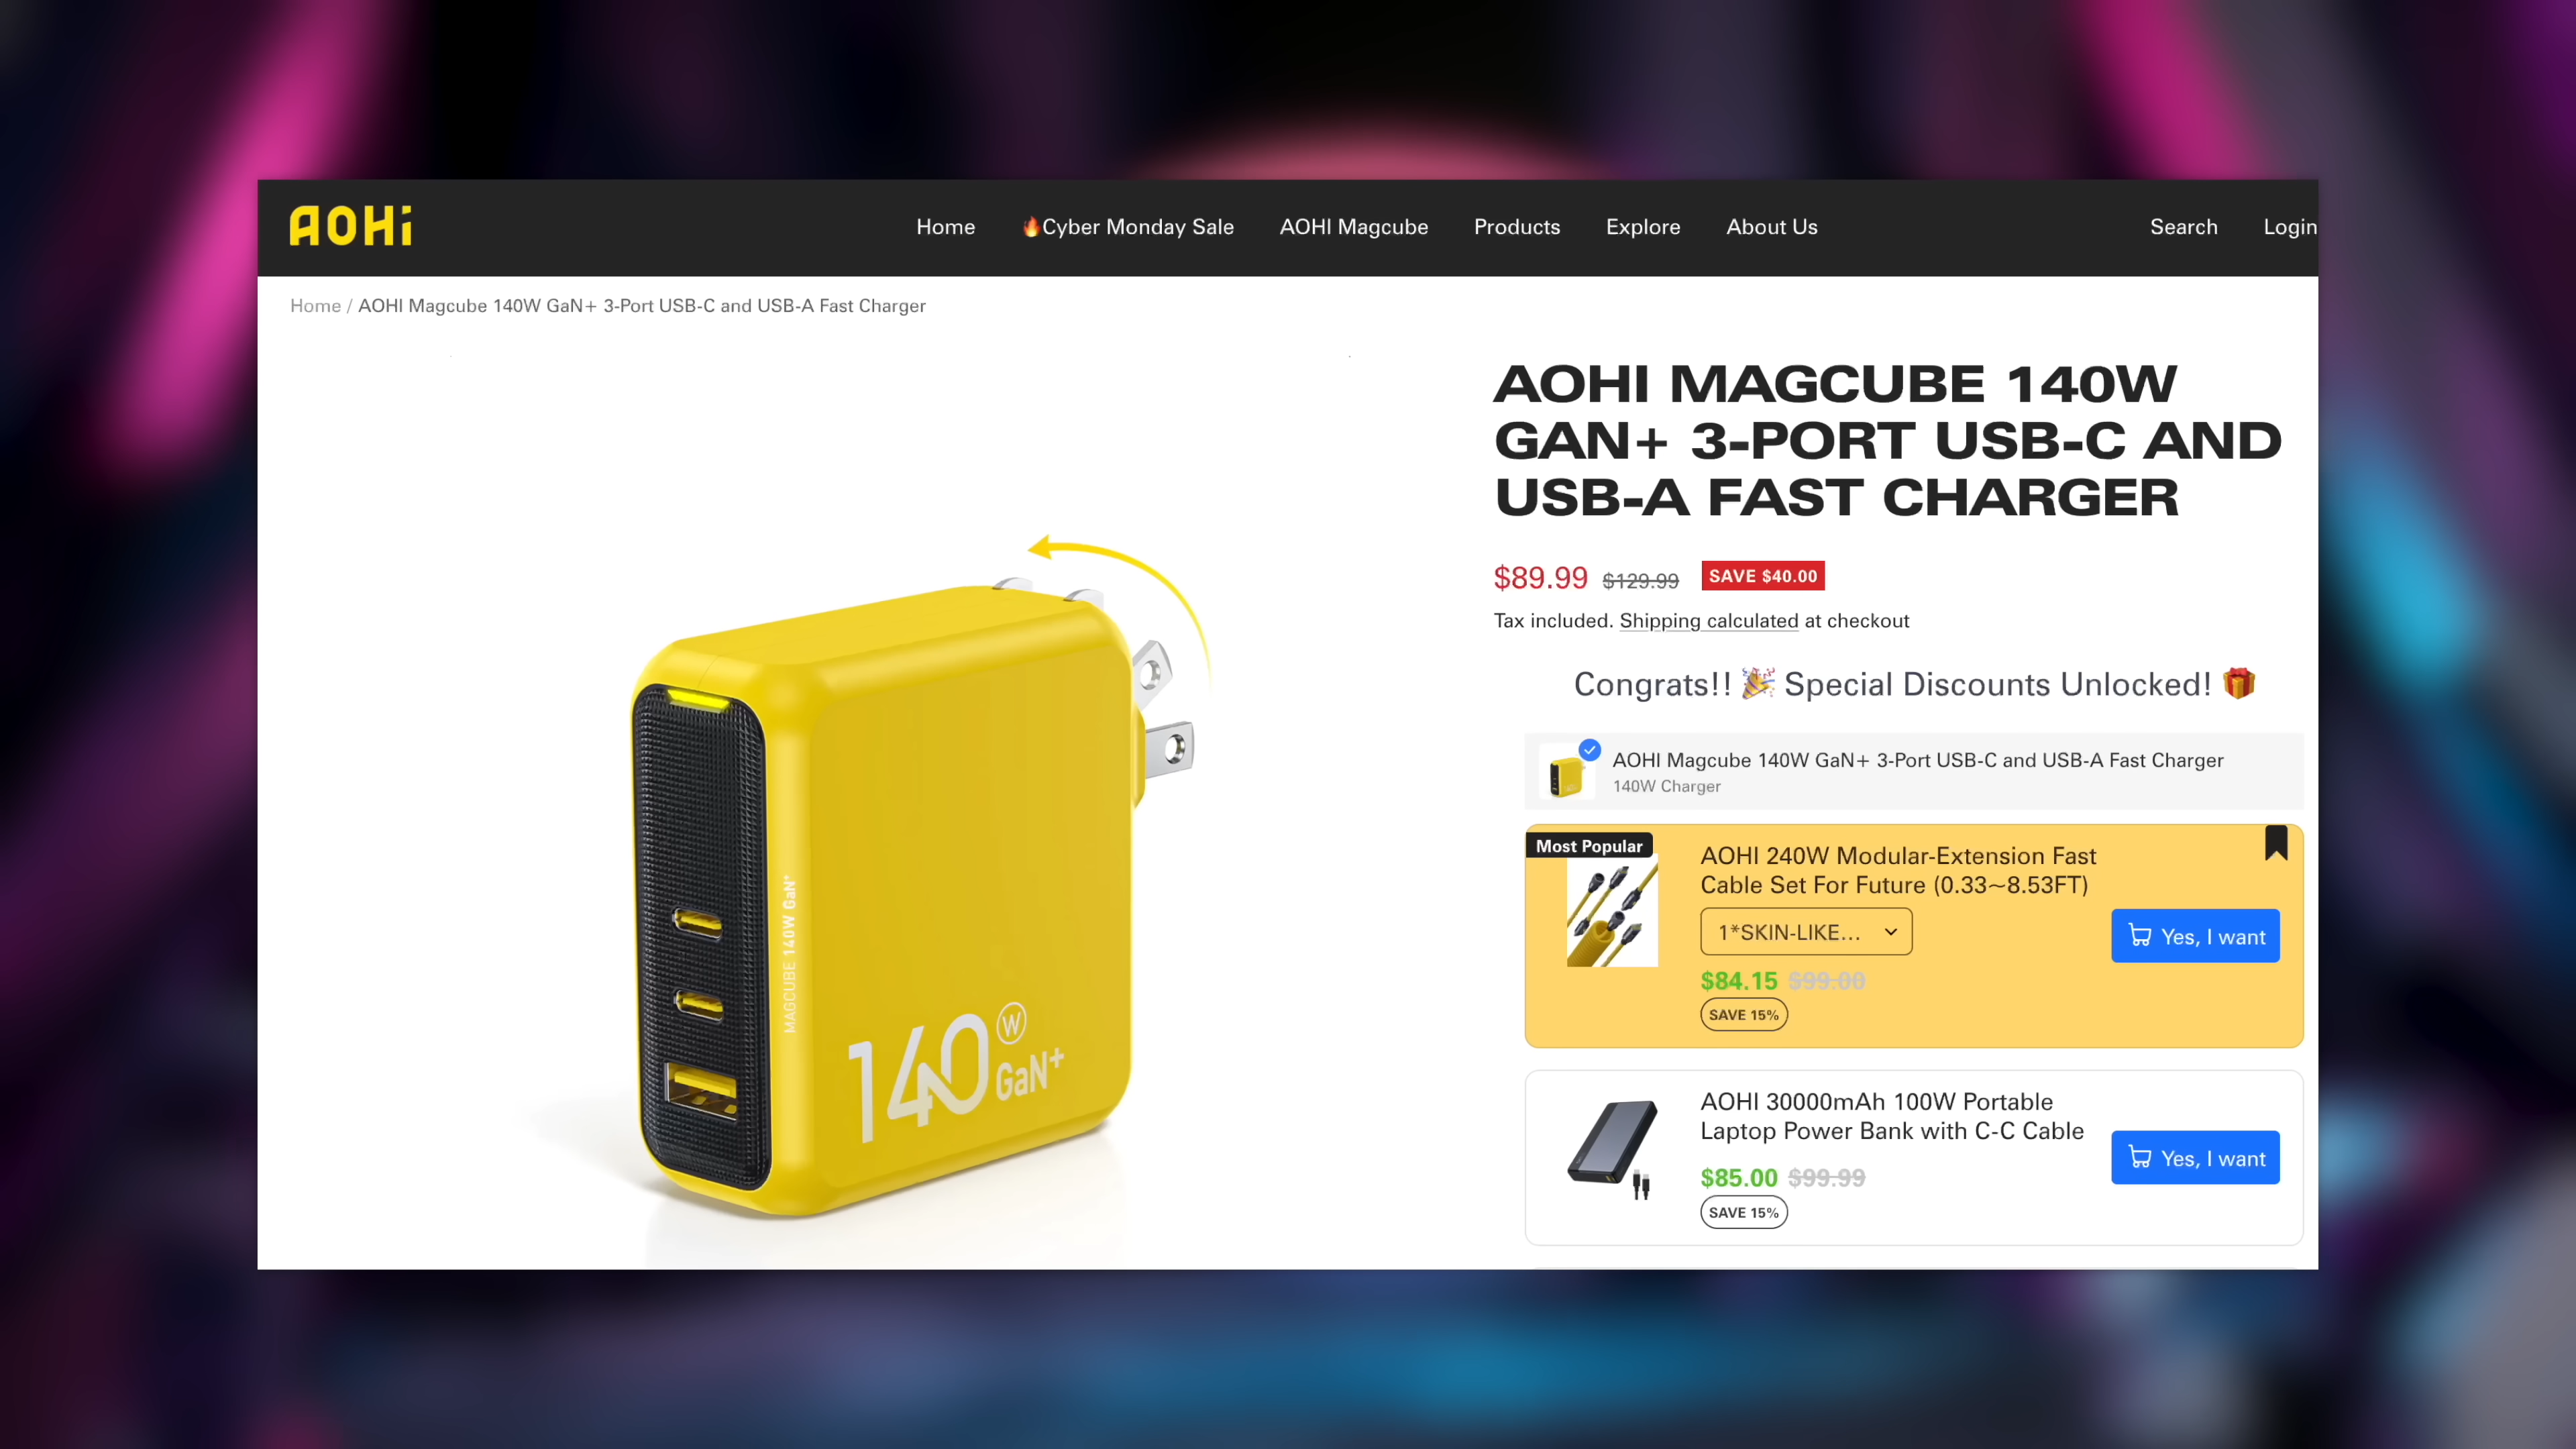 AOHi
Home
🔥Cyber Monday Sale
AOHI Magcube
Products
Explore
About Us
Search
Login
Home / AOHI Magcube 140W GaN+ 3-Port USB-C and USB-A Fast Charger
AOHI MAGCUBE 140W
GAN+ 3-PORT USB-C AND
USB-A FAST CHARGER
$89.99 $129.99 SAVE $40.00
Tax included. Shipping calculated at checkout
Congrats!! 🎉 Special Discounts Unlocked! 🎁
AOHI Magcube 140W GaN+ 3-Port USB-C and USB-A Fast Charger
140W Charger
Most Popular
AOHI 240W Modular-Extension Fast
Cable Set For Future (0.33~8.53FT)
1*SKIN-LIKE...
Yes, I want
$84.15 $99.00
SAVE 15%
AOHI 30000mAh 100W Portable
Laptop Power Bank with C-C Cable
Yes, I want
$85.00 $99.99
SAVE 15%
MAGCUBE 140W GaN+
140 W
GaN+